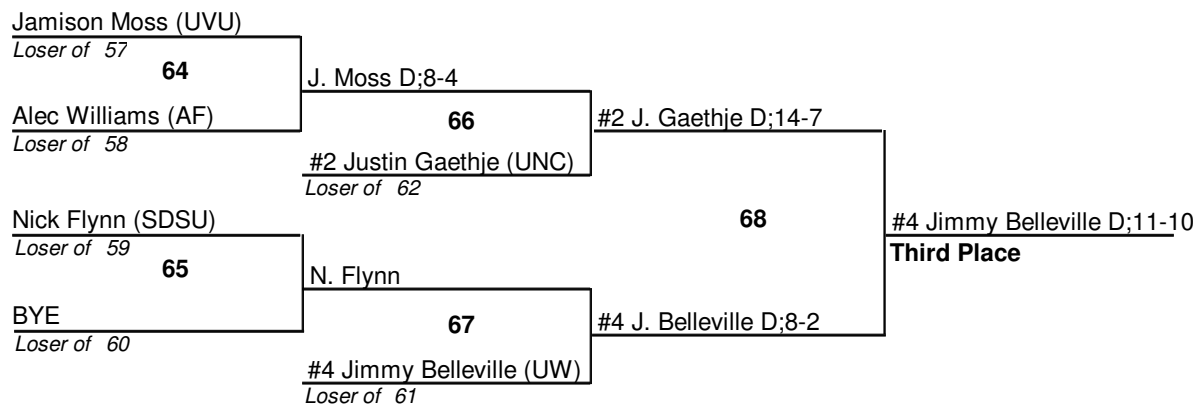 Jamison Moss (UVU)
Loser of 57
64
J. Moss D;8-4
Alec Williams (AF)
Loser of 58
66
#2 J. Gaethje D;14-7
#2 Justin Gaethje (UNC)
Loser of 62
Nick Flynn (SDSU)
Loser of 59
68
#4 Jimmy Belleville D;11-10
Third Place
65
N. Flynn
BYE
Loser of 60
67
#4 J. Belleville D;8-2
#4 Jimmy Belleville (UW)
Loser of 61